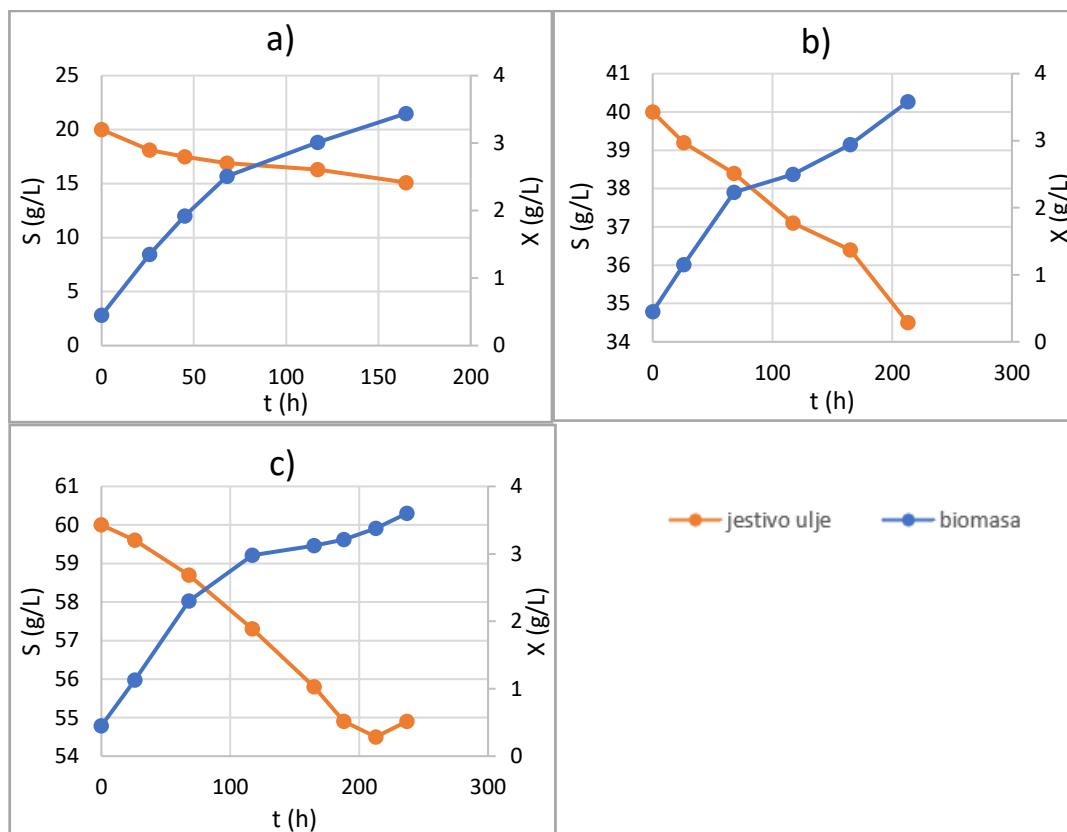 a)
S (g/L)
25
20
15
10
5
0
X (g/L)
4
3
2
1
0
0 50 100 150 200
t (h)
b)
S (g/L)
41
40
39
38
37
36
35
34
X (g/L)
4
3
2
1
0
0 100 200 300
t (h)
c)
S (g/L)
61
60
59
58
57
56
55
54
X (g/L)
4
3
2
1
0
0 100 200 300
t (h)
jestivo ulje biomasa